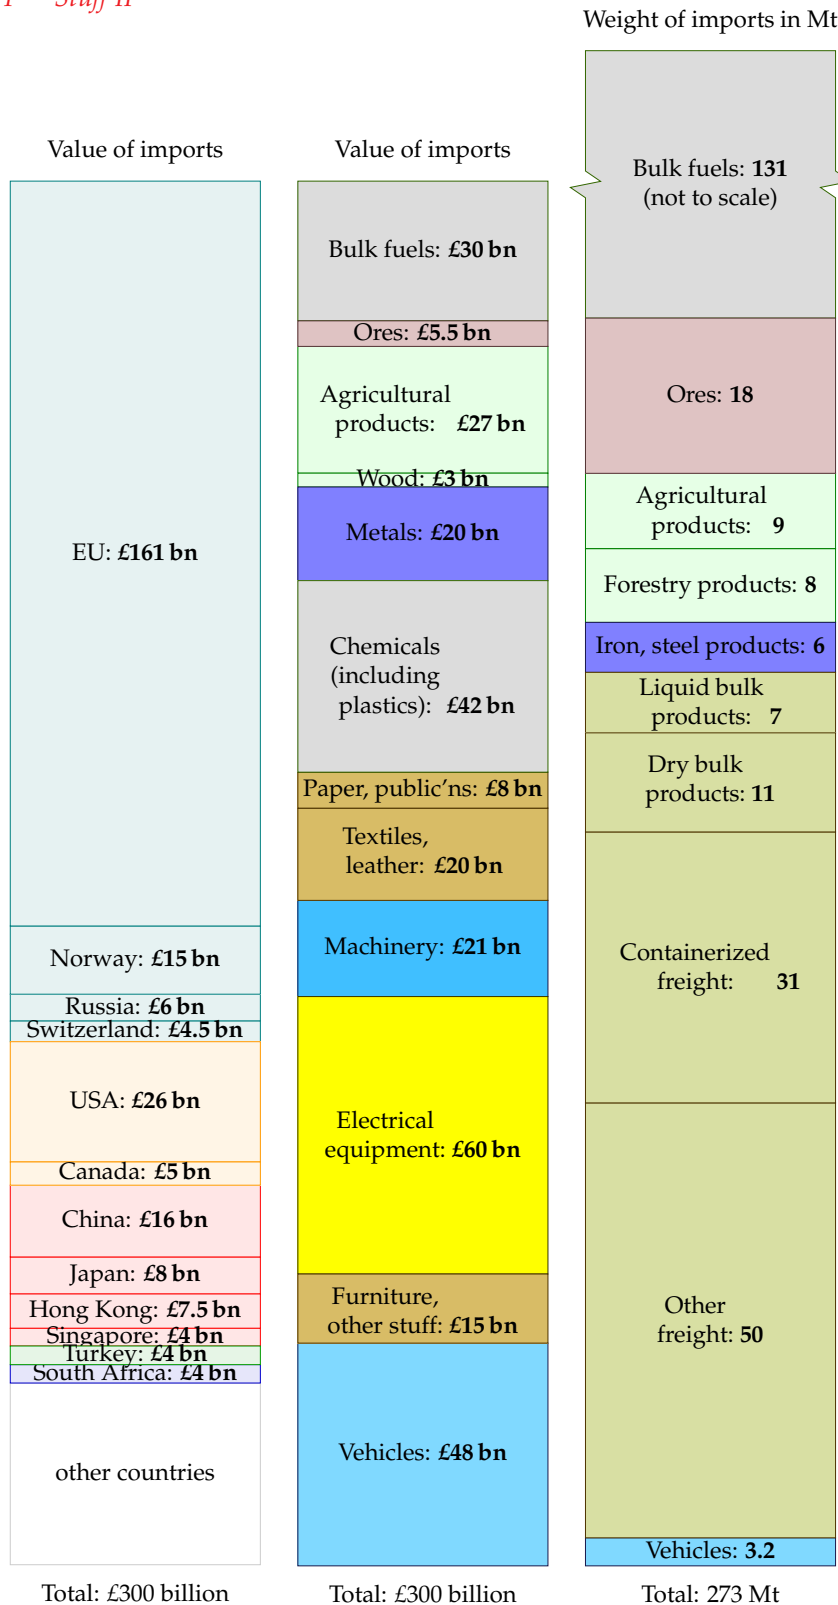 Stuff II
Value of imports
EU: £161 bn
Norway: £15 bn
Russia: £6 bn
Switzerland: £4.5 bn
USA: £26 bn
Canada: £5 bn
China: £16 bn
Japan: £8 bn
Hong Kong: £7.5 bn
Singapore: £4 bn
Turkey: £4 bn
South Africa: £4 bn
other countries
Total: £300 billion
Value of imports
Bulk fuels: £30 bn
Ores: £5.5 bn
Agricultural
products: £27 bn
Wood: £3 bn
Metals: £20 bn
Chemicals
(including
plastics): £42 bn
Paper, public’ns: £8 bn
Textiles,
leather: £20 bn
Machinery: £21 bn
Electrical
equipment: £60 bn
Furniture,
other stuff: £15 bn
Vehicles: £48 bn
Total: £300 billion
Weight of imports in Mt
Bulk fuels: 131
(not to scale)
Ores: 18
Agricultural
products: 9
Forestry products: 8
Iron, steel products: 6
Liquid bulk
products: 7
Dry bulk
products: 11
Containerized
freight: 31
Other
freight: 50
Vehicles: 3.2
Total: 273 Mt